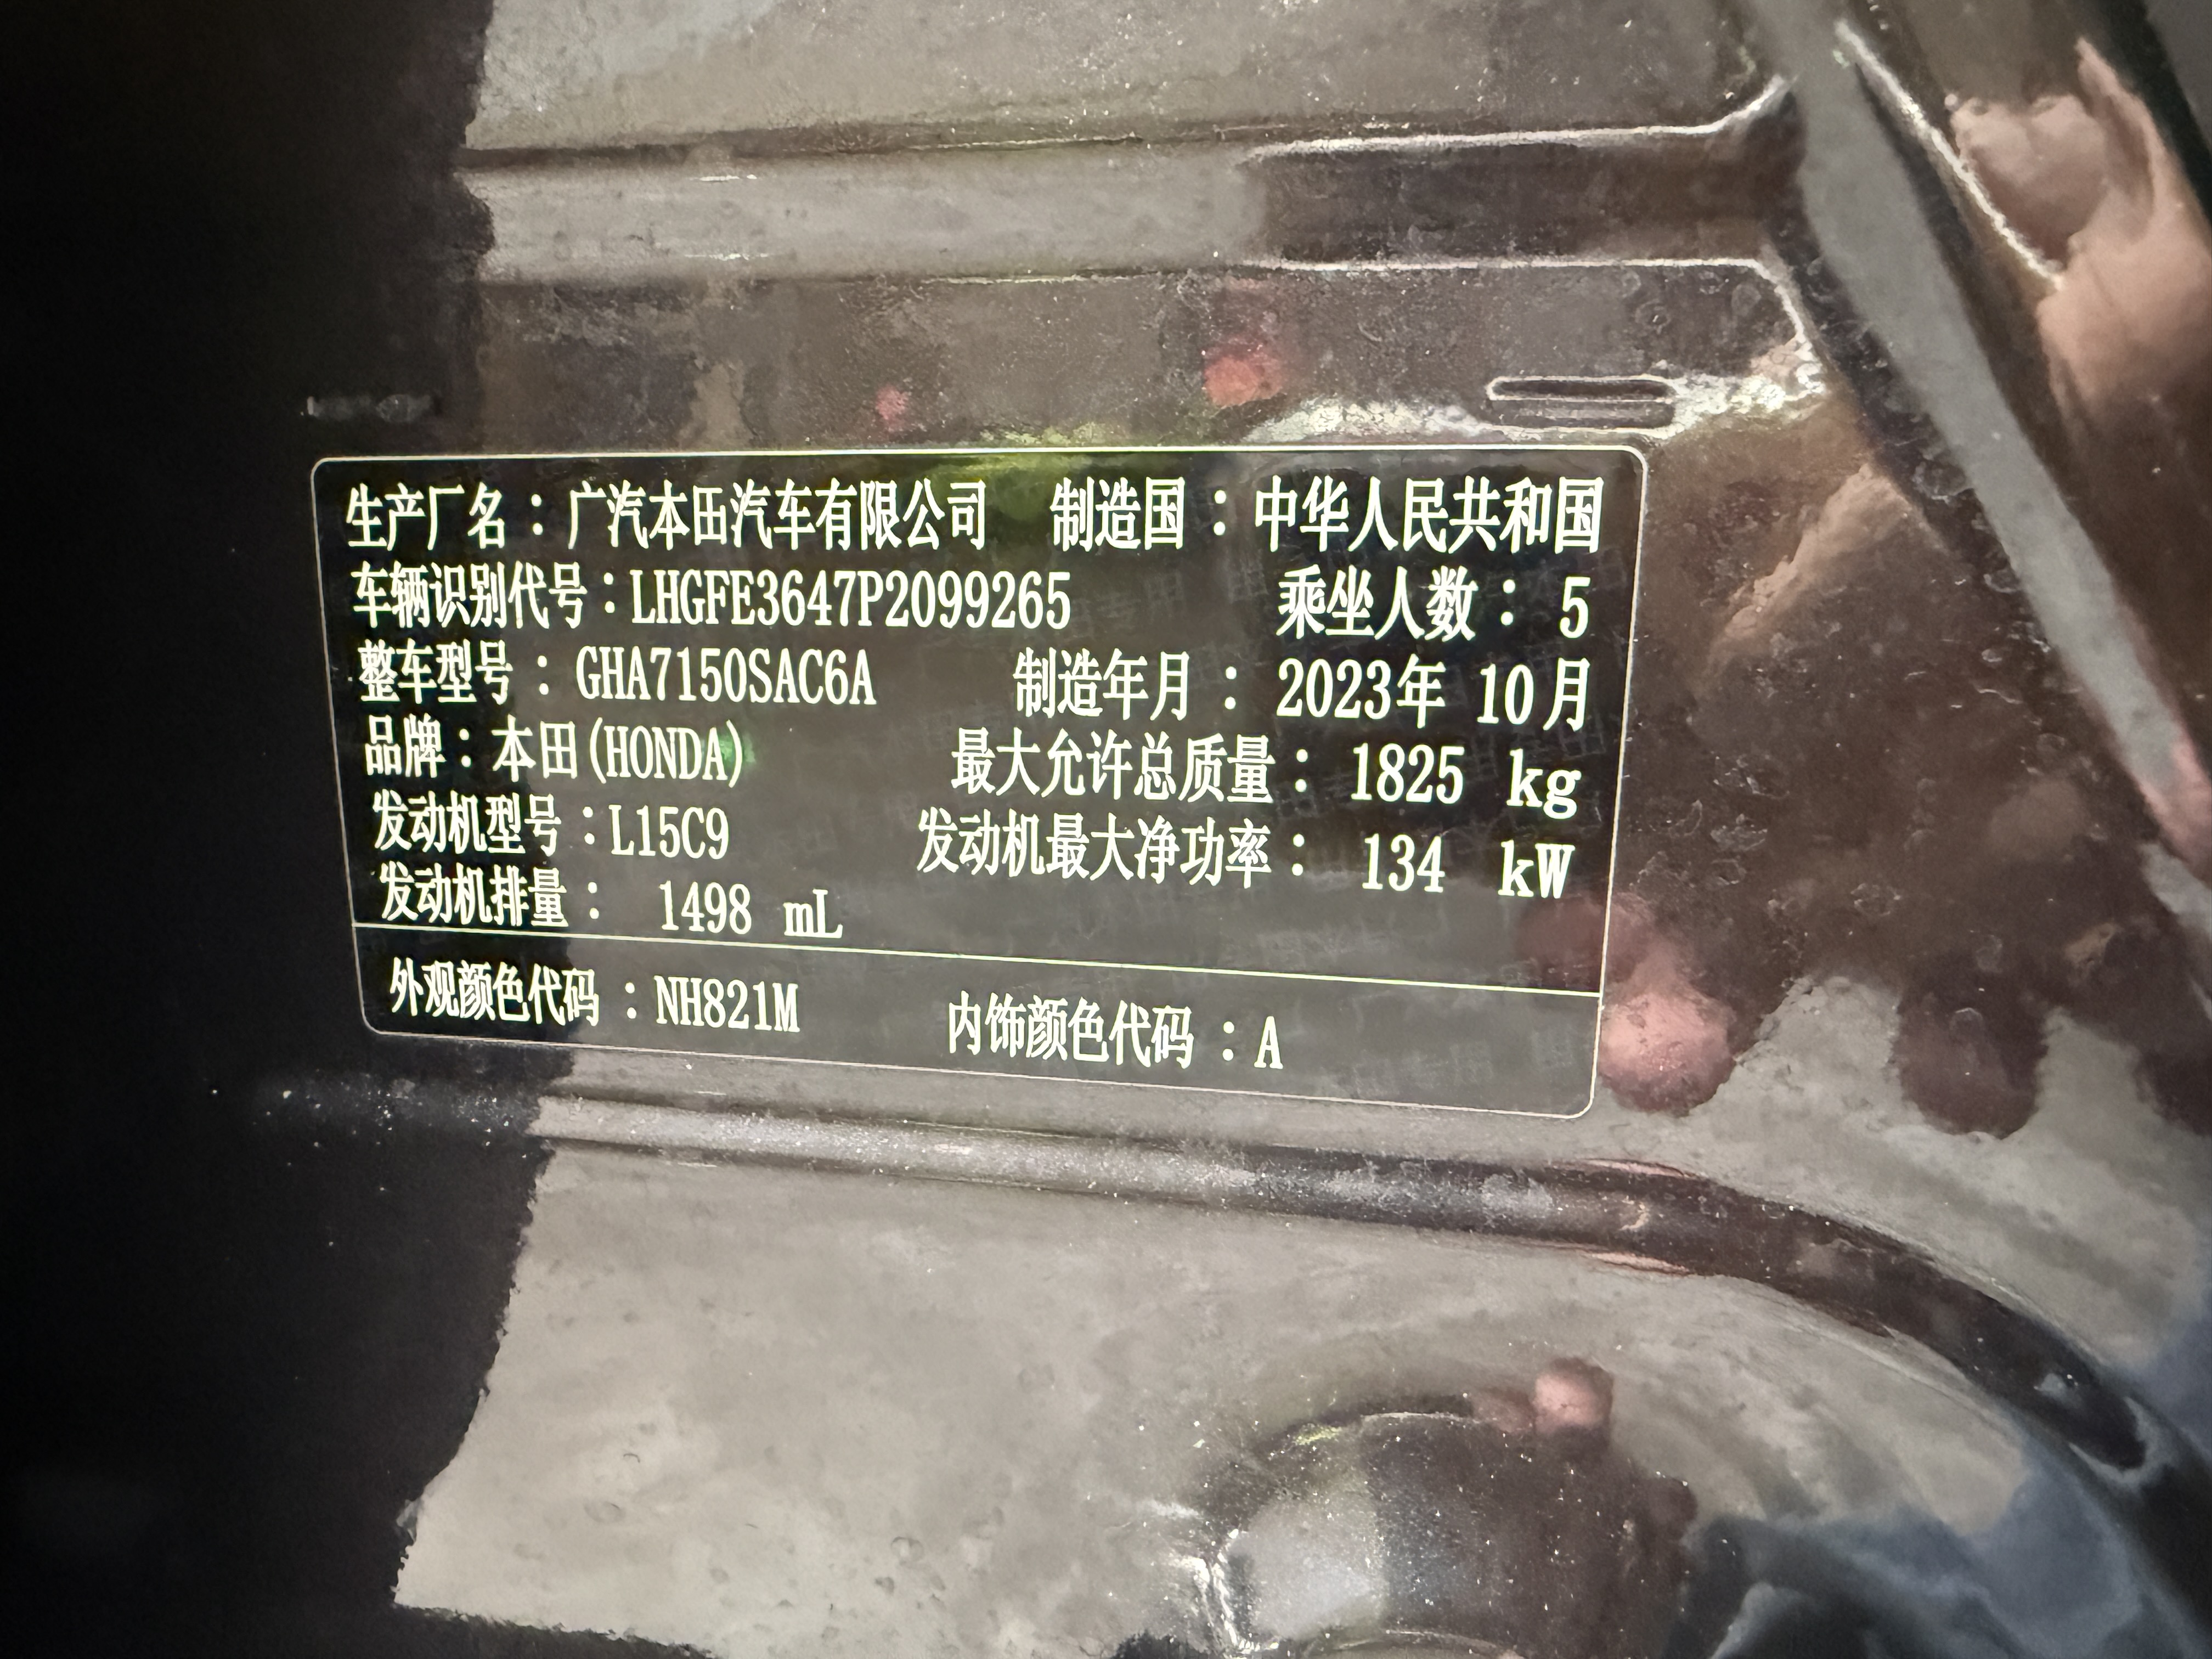 生产厂名：广汽本田汽车有限公司 制造国：中华人民共和国
车辆识别代号：LHGFE3647P2099265 乘坐人数：5
整车型号：GHA7150SAC6A 制造年月：2023年 10月
品牌：本田(HONDA) 最大允许总质量：1825 kg
发动机型号：L15C9 发动机最大净功率：134 kW
发动机排量：1498 mL
外观颜色代码：NH821M 内饰颜色代码：A